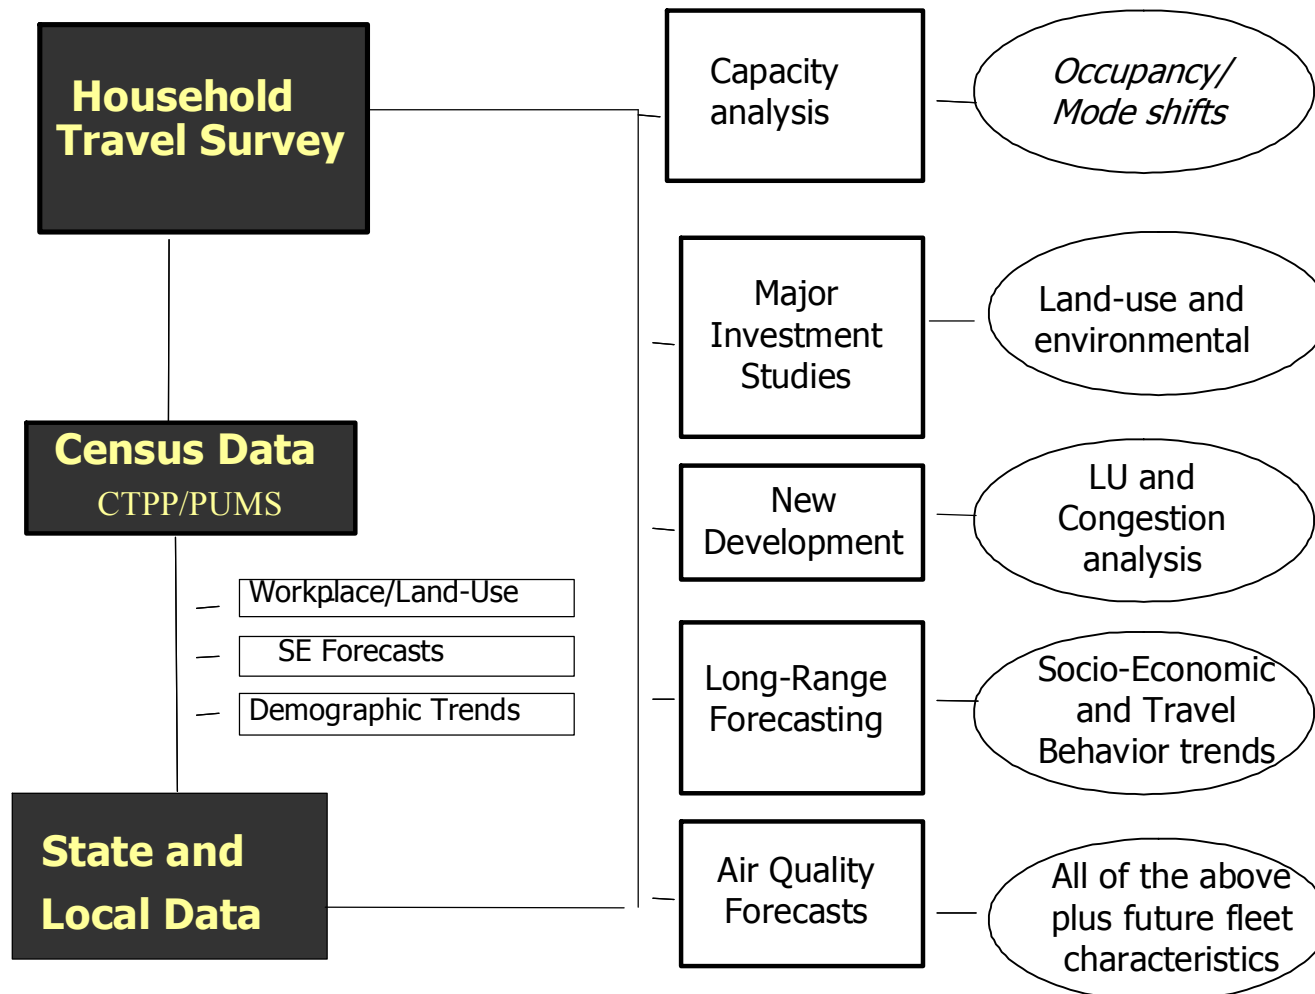 Household
Travel Survey
Census Data
CTPP/PUMS
Workplace/Land-Use
SE Forecasts
Demographic Trends
State and
Local Data
Capacity
analysis
Occupancy/
Mode shifts
Major
Investment
Studies
Land-use and
environmental
New
Development
LU and
Congestion
analysis
Long-Range
Forecasting
Socio-Economic
and Travel
Behavior trends
Air Quality
Forecasts
All of the above
plus future fleet
characteristics